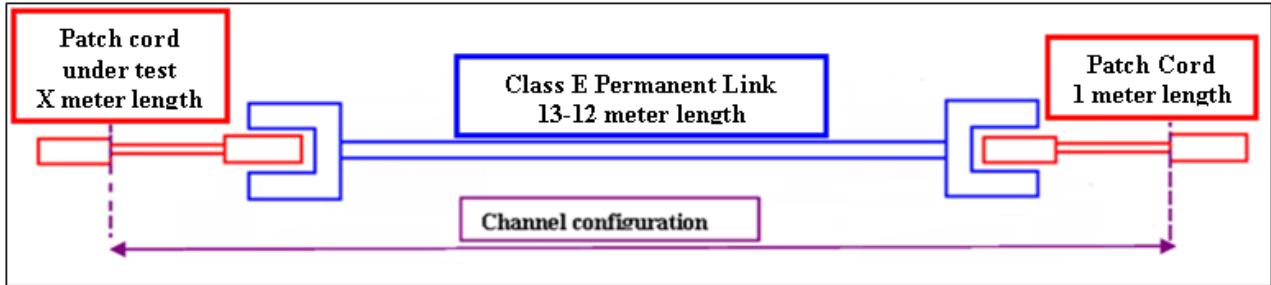 Patch cord
under test
X meter length
Class E Permanent Link
13-12 meter length
Patch Cord
1 meter length
Channel configuration